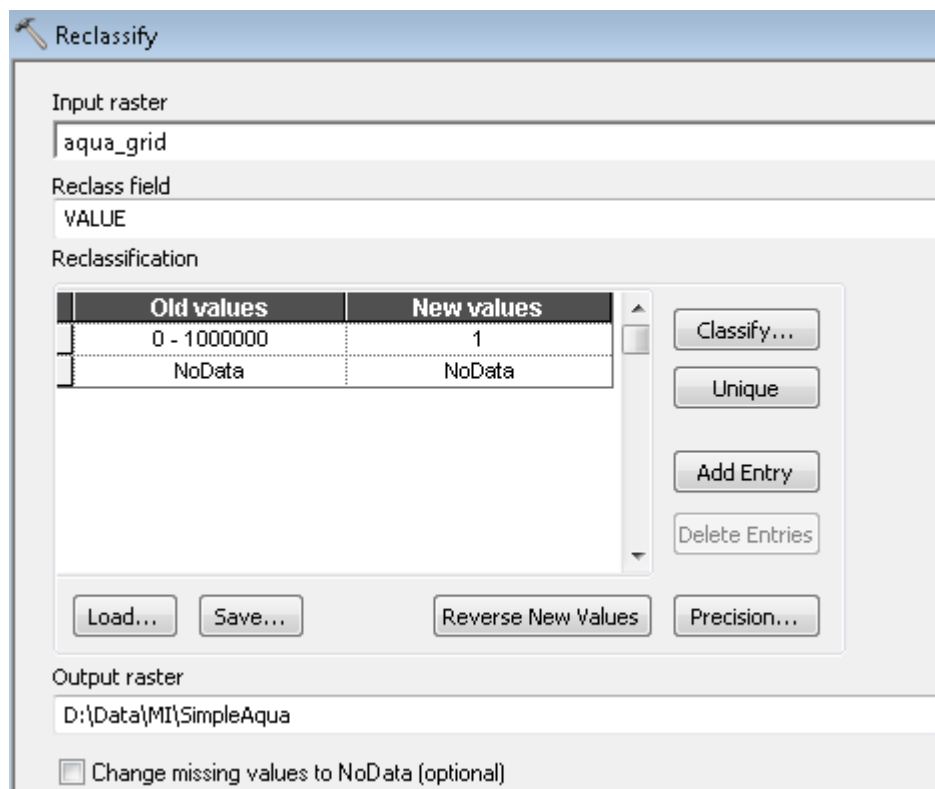 Reclassify
Input raster
aqua_grid
Reclass field
VALUE
Reclassification
Old values New values
0 - 1000000 1
NoData NoData
Classify...
Unique
Add Entry
Delete Entries
Load... Save... Reverse New Values Precision...
Output raster
D:\Data\MI\SimpleAqua
Change missing values to NoData (optional)